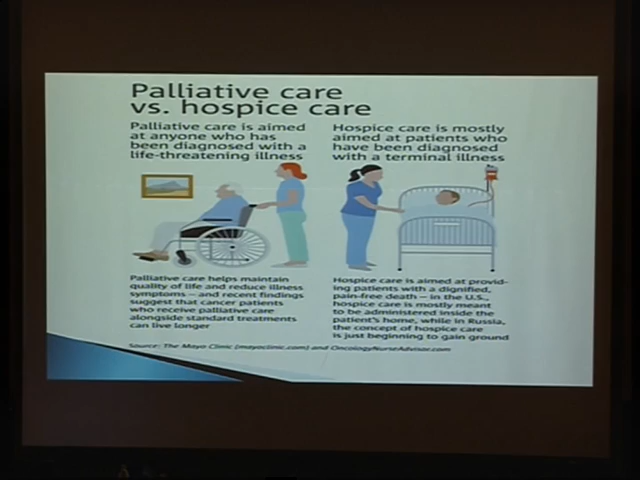 Palliative care
vs. hospice care
Palliative care is aimed
at anyone who has
been diagnosed with a
life-threatening illness
Hospice care is mostly
aimed at patients who
have been diagnosed
with a terminal illness
Palliative care helps maintain
quality of life and reduce illness
symptoms – and recent findings
suggest that cancer patients
who receive palliative care
alongside standard treatments
can live longer
Hospice care is aimed at provid-
ing patients with a dignified,
pain-free death – in the U.S.,
hospice care is mostly meant
to be administered inside the
patient's home, while in Russia,
the concept of hospice care
is just beginning to gain ground
Source: The Mayo Clinic (mayoclinic.com) and OncologyNurseAdvisor.com